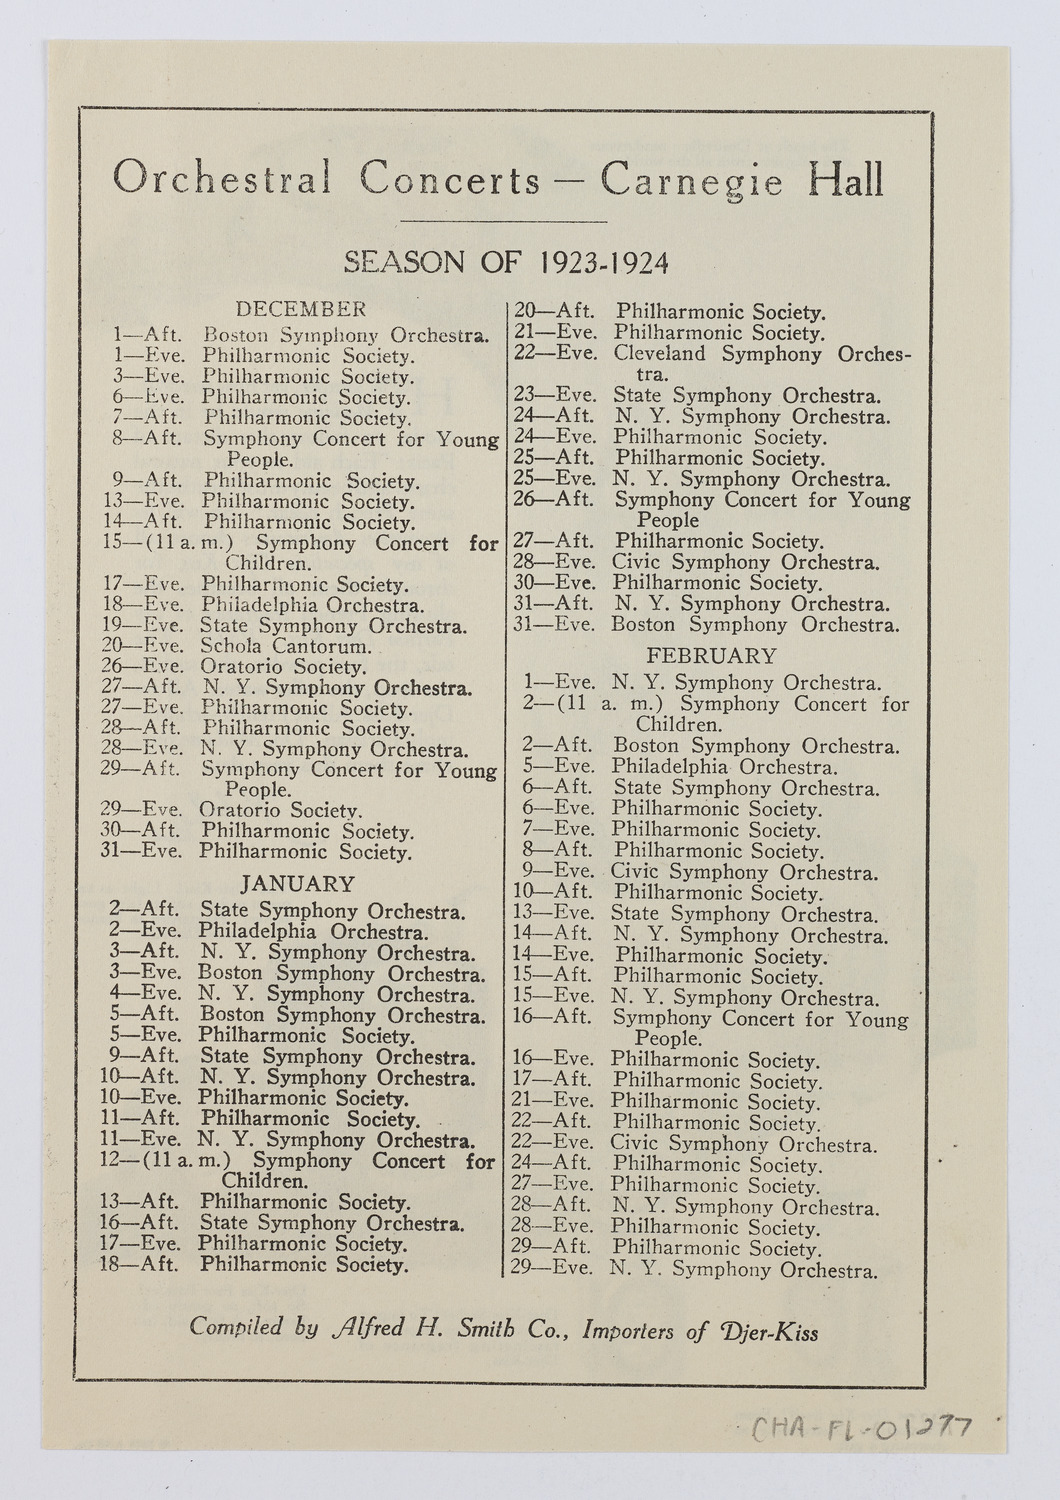 Orchestral Concerts — Carnegie Hall
SEASON OF 1923-1924
DECEMBER
1—Aft. Boston Symphony Orchestra.
1—Eve. Philharmonic Society.
3—Eve. Philharmonic Society.
6—Eve. Philharmonic Society.
7—Aft. Philharmonic Society.
8—Aft. Symphony Concert for Young
People.
9—Aft. Philharmonic Society.
13—Eve. Philharmonic Society.
14—Aft. Philharmonic Society.
15—(11 a. m.) Symphony Concert for
Children.
17—Eve. Philharmonic Society.
18—Eve. Philadelphia Orchestra.
19—Eve. State Symphony Orchestra.
20—Eve. Schola Cantorum.
26—Eve. Oratorio Society.
27—Aft. N. Y. Symphony Orchestra.
27—Eve. Philharmonic Society.
28—Aft. Philharmonic Society.
28—Eve. N. Y. Symphony Orchestra.
29—Aft. Symphony Concert for Young
People.
29—Eve. Oratorio Society.
30—Aft. Philharmonic Society.
31—Eve. Philharmonic Society.
JANUARY
2—Aft. State Symphony Orchestra.
2—Eve. Philadelphia Orchestra.
3—Aft. N. Y. Symphony Orchestra.
3—Eve. Boston Symphony Orchestra.
4—Eve. N. Y. Symphony Orchestra.
5—Aft. Boston Symphony Orchestra.
5—Eve. Philharmonic Society.
9—Aft. State Symphony Orchestra.
10—Aft. N. Y. Symphony Orchestra.
10—Eve. Philharmonic Society.
11—Aft. Philharmonic Society.
11—Eve. N. Y. Symphony Orchestra.
12—(11 a. m.) Symphony Concert for
Children.
13—Aft. Philharmonic Society.
16—Aft. State Symphony Orchestra.
17—Eve. Philharmonic Society.
18—Aft. Philharmonic Society.
20—Aft. Philharmonic Society.
21—Eve. Philharmonic Society.
22—Eve. Cleveland Symphony Orches-
tra.
23—Eve. State Symphony Orchestra.
24—Aft. N. Y. Symphony Orchestra.
24—Eve. Philharmonic Society.
25—Aft. Philharmonic Society.
25—Eve. N. Y. Symphony Orchestra.
26—Aft. Symphony Concert for Young
People
27—Aft. Philharmonic Society.
28—Eve. Civic Symphony Orchestra.
30—Eve. Philharmonic Society.
31—Aft. N. Y. Symphony Orchestra.
31—Eve. Boston Symphony Orchestra.
FEBRUARY
1—Eve. N. Y. Symphony Orchestra.
2—(11 a. m.) Symphony Concert for
Children.
2—Aft. Boston Symphony Orchestra.
5—Eve. Philadelphia Orchestra.
6—Aft. State Symphony Orchestra.
6—Eve. Philharmonic Society.
7—Eve. Philharmonic Society.
8—Aft. Philharmonic Society.
9—Eve. Civic Symphony Orchestra.
10—Aft. Philharmonic Society.
13—Eve. State Symphony Orchestra.
14—Aft. N. Y. Symphony Orchestra.
14—Eve. Philharmonic Society.
15—Aft. Philharmonic Society.
15—Eve. N. Y. Symphony Orchestra.
16—Aft. Symphony Concert for Young
People.
16—Eve. Philharmonic Society.
17—Aft. Philharmonic Society.
21—Eve. Philharmonic Society.
22—Aft. Philharmonic Society.
22—Eve. Civic Symphony Orchestra.
24—Aft. Philharmonic Society.
27—Eve. Philharmonic Society.
28—Aft. N. Y. Symphony Orchestra.
28—Eve. Philharmonic Society.
29—Aft. Philharmonic Society.
29—Eve. N. Y. Symphony Orchestra.
Compiled by Alfred H. Smith Co., Importers of Djer-Kiss
CHA-FL-01277